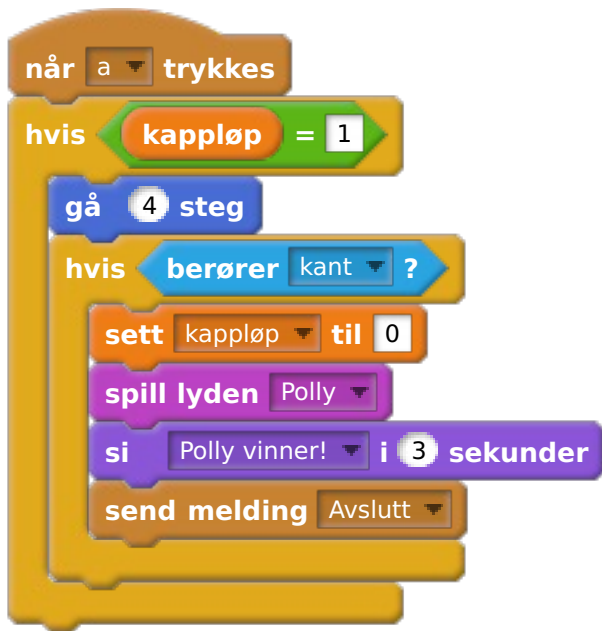 når a trykkes
hvis kappløp = 1
gå 4 steg
hvis berører kant ?
sett kappløp til 0
spill lyden Polly
si Polly vinner! i 3 sekunder
send melding Avslutt